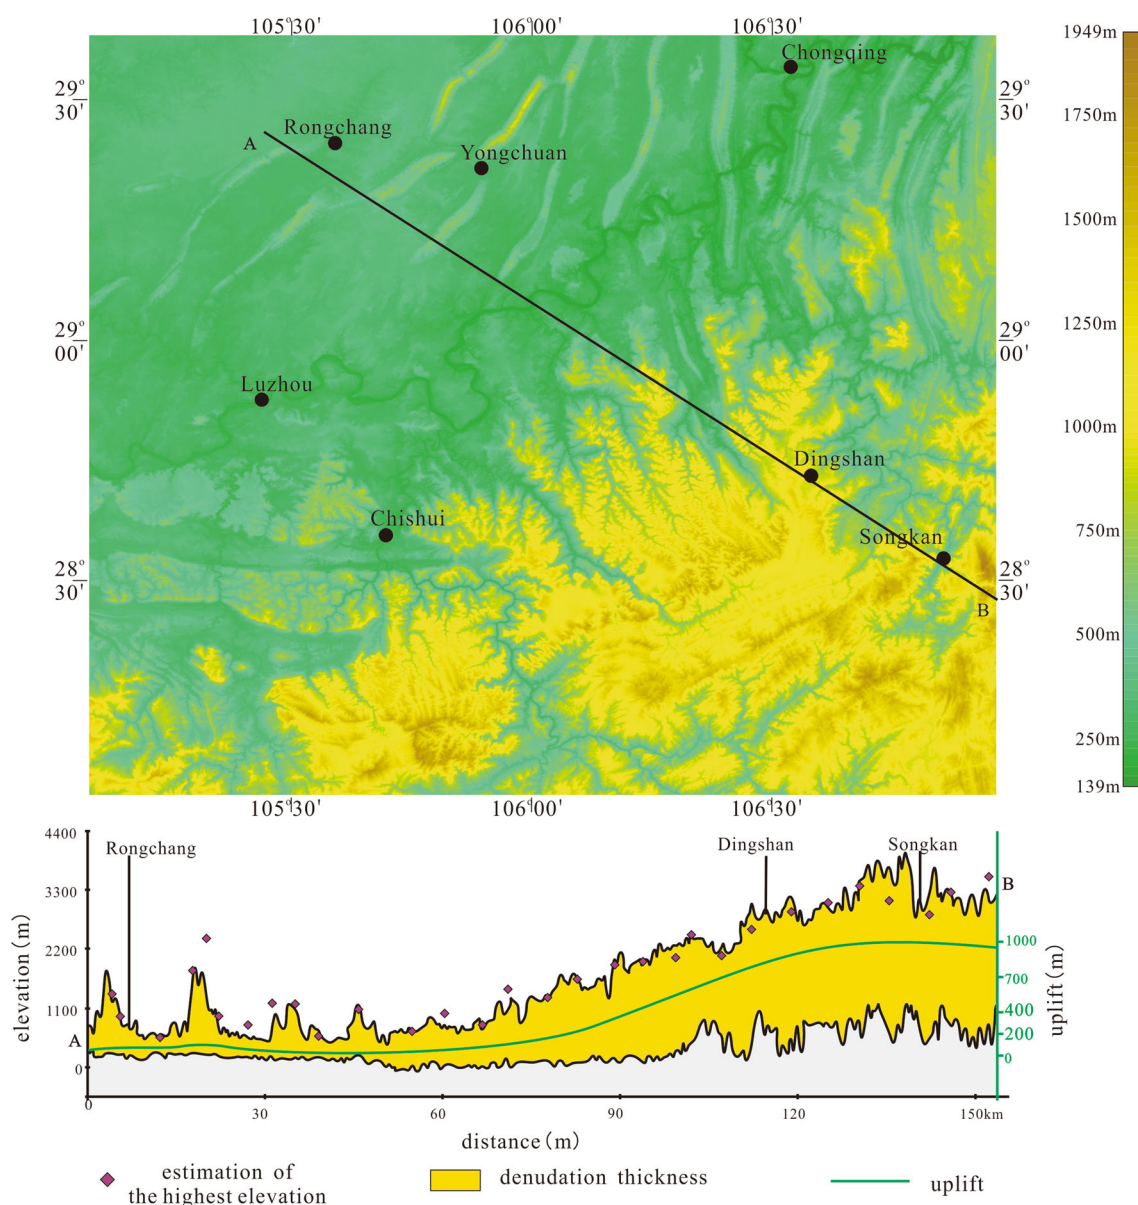 105°30'
106°00'
106°30'
1949m
1750m
1500m
1250m
1000m
750m
500m
250m
139m
29°
30'
29°
30'
Chongqing
Rongchang
A
Yongchuan
29°
00'
29°
00'
Luzhou
Dingshan
Chishui
Songkan
28°
30'
28°
30'
B
105°30'
106°00'
106°30'
4400
3300
2200
1100
0
elevation(m)
A
Rongchang
Dingshan
Songkan
B
1000
700
400
200
0
uplift(m)
0
30
60
90
120
150km
distance(m)
estimation of
the highest elevation
denudation thickness
uplift